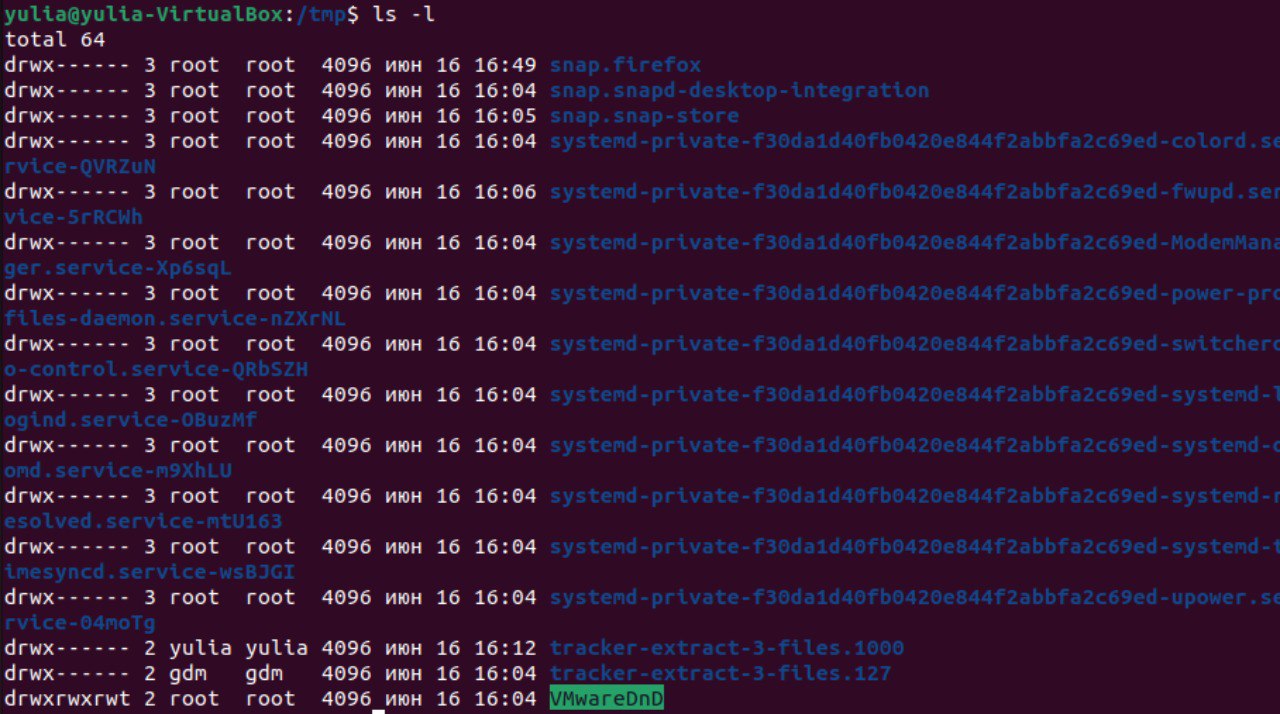 yulia@yulia-VirtualBox:/tmp$ ls -l
total 64
drwx------ 3 root  root  4096 июн 16 16:49 snap.firefox
drwx------ 3 root  root  4096 июн 16 16:04 snap.snapd-desktop-integration
drwx------ 3 root  root  4096 июн 16 16:05 snap.snap-store
drwx------ 3 root  root  4096 июн 16 16:04 systemd-private-f30da1d40fb0420e844f2abbfa2c69ed-colord.se
rvice-QVRZuN
drwx------ 3 root  root  4096 июн 16 16:06 systemd-private-f30da1d40fb0420e844f2abbfa2c69ed-fwupd.ser
vice-5rRCWh
drwx------ 3 root  root  4096 июн 16 16:04 systemd-private-f30da1d40fb0420e844f2abbfa2c69ed-ModemMana
ger.service-Xp6sqL
drwx------ 3 root  root  4096 июн 16 16:04 systemd-private-f30da1d40fb0420e844f2abbfa2c69ed-power-pro
files-daemon.service-nZXrNL
drwx------ 3 root  root  4096 июн 16 16:04 systemd-private-f30da1d40fb0420e844f2abbfa2c69ed-switchero
o-control.service-QRbSZH
drwx------ 3 root  root  4096 июн 16 16:04 systemd-private-f30da1d40fb0420e844f2abbfa2c69ed-systemd-l
ogind.service-OBuzMf
drwx------ 3 root  root  4096 июн 16 16:04 systemd-private-f30da1d40fb0420e844f2abbfa2c69ed-systemd-o
omd.service-m9XhLU
drwx------ 3 root  root  4096 июн 16 16:04 systemd-private-f30da1d40fb0420e844f2abbfa2c69ed-systemd-r
esolved.service-mtU163
drwx------ 3 root  root  4096 июн 16 16:04 systemd-private-f30da1d40fb0420e844f2abbfa2c69ed-systemd-t
imesyncd.service-wsBJGI
drwx------ 3 root  root  4096 июн 16 16:04 systemd-private-f30da1d40fb0420e844f2abbfa2c69ed-upower.se
rvice-04moTg
drwx------ 2 yulia yulia 4096 июн 16 16:12 tracker-extract-3-files.1000
drwx------ 2 gdm   gdm   4096 июн 16 16:04 tracker-extract-3-files.127
drwxrwxrwt 2 root  root  4096 июн 16 16:04 VMwareDnD